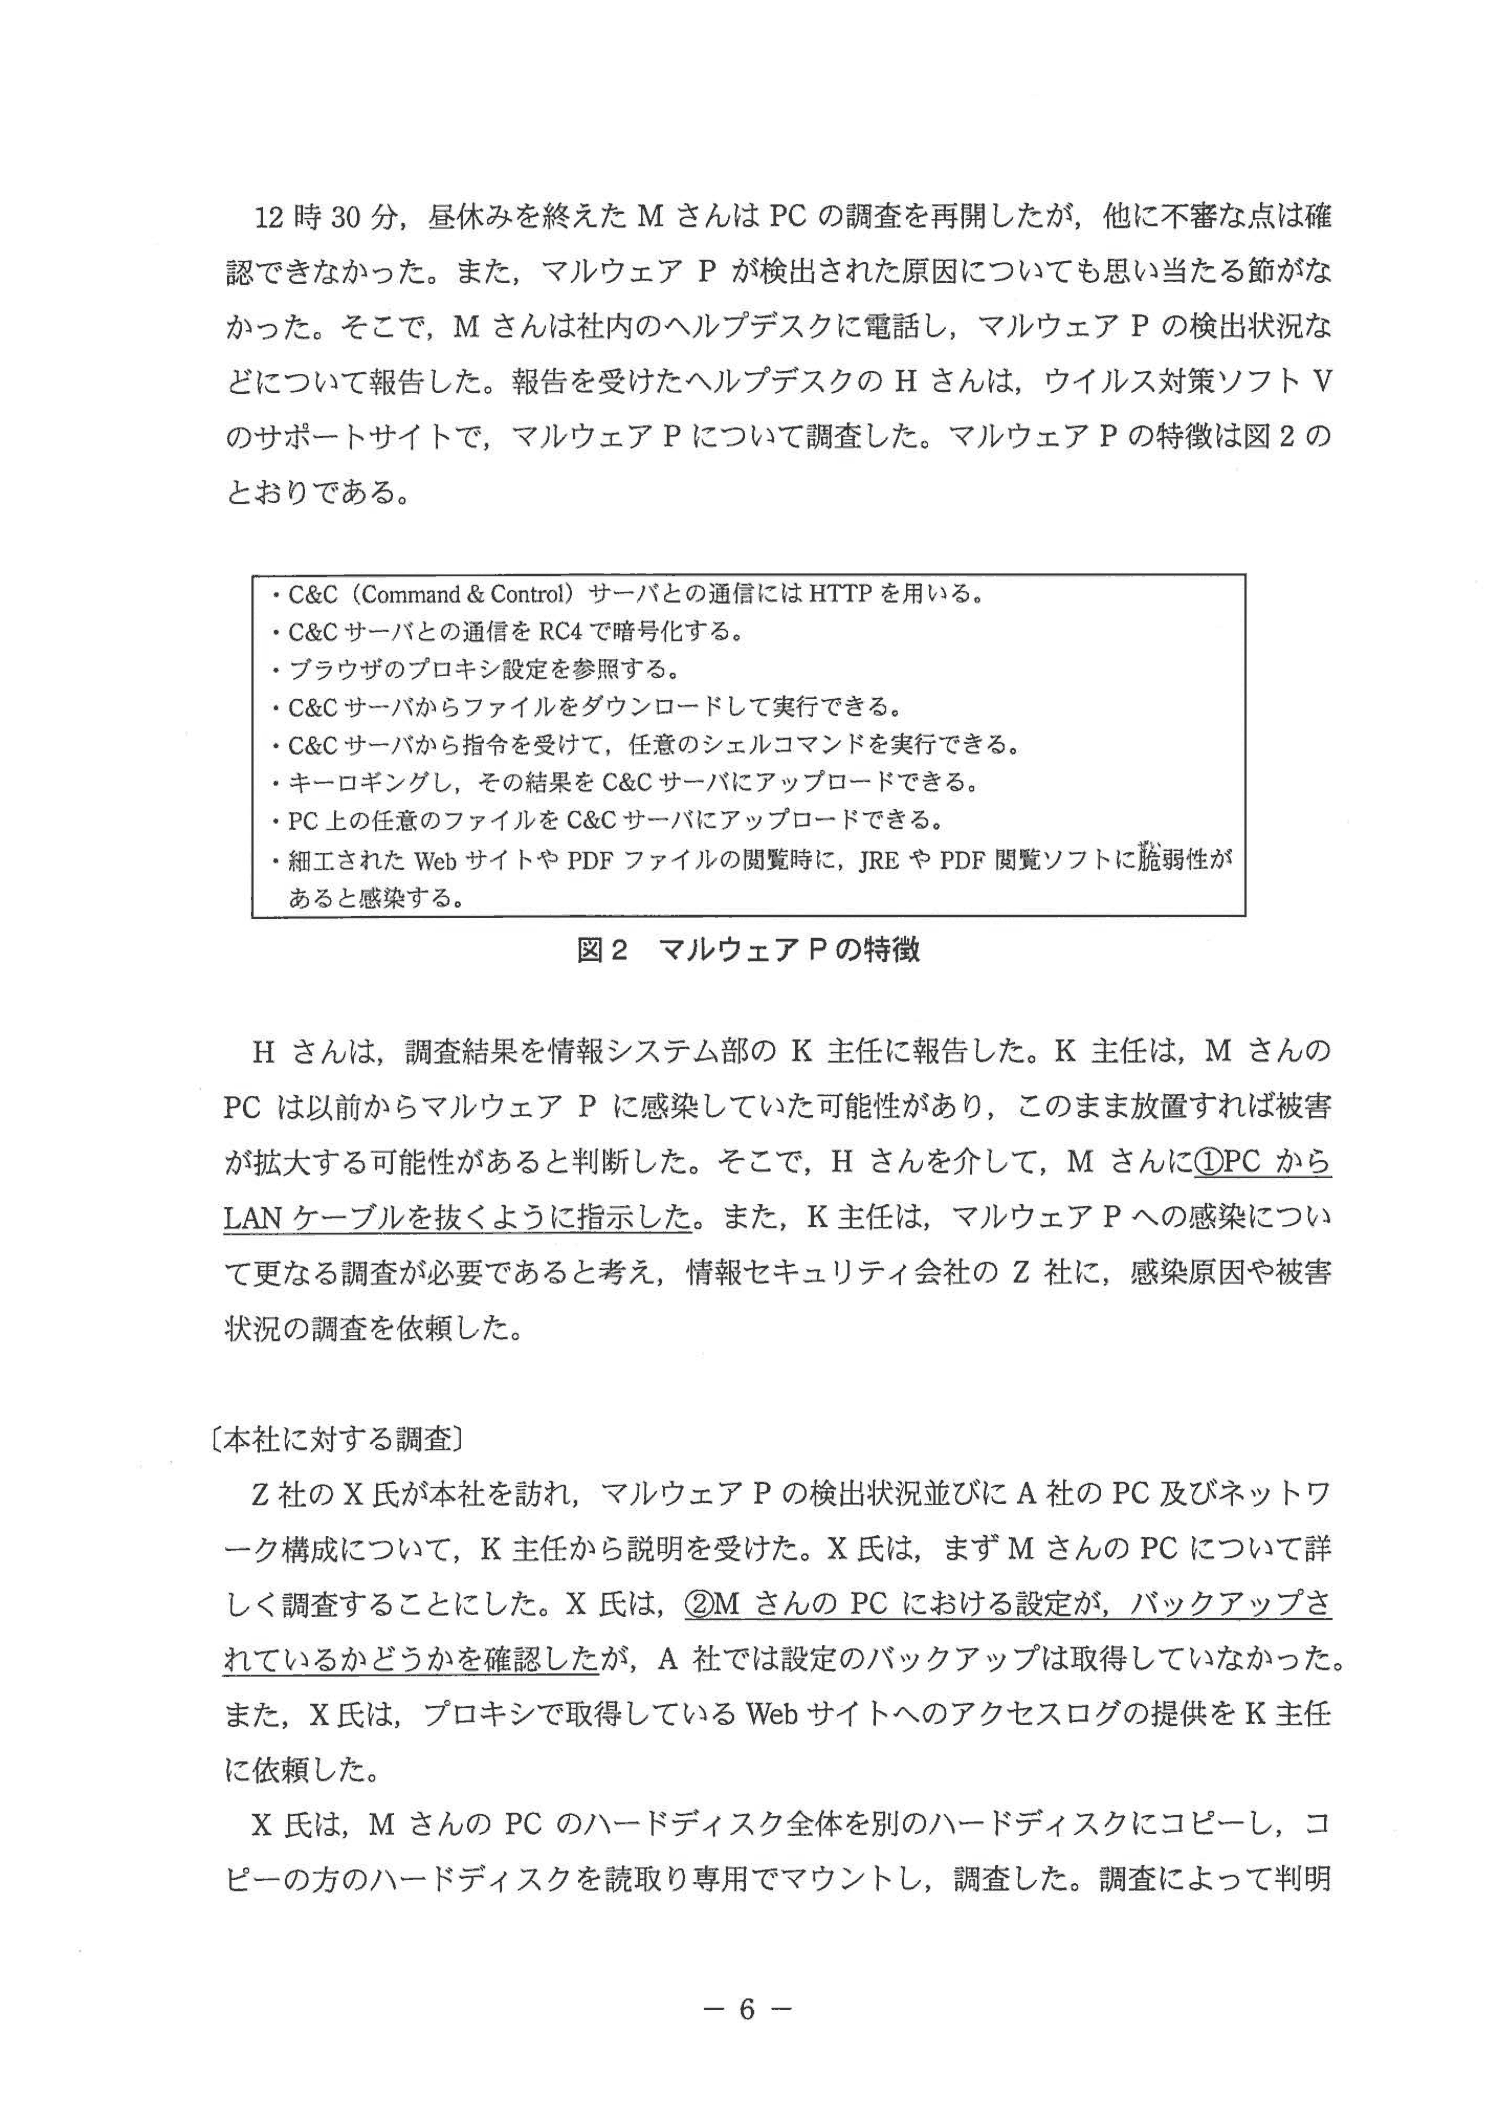 12 時 30 分，昼休みを終えた M さんは PC の調査を再開したが，他に不審な点は確
認できなかった。また，マルウェア P が検出された原因についても思い当たる節がな
かった。そこで，M さんは社内のヘルプデスクに電話し，マルウェア P の検出状況な
どについて報告した。報告を受けたヘルプデスクの H さんは，ウイルス対策ソフト V
のサポートサイトで，マルウェア P について調査した。マルウェア P の特徴は図 2 の
とおりである。
・C&C（Command & Control）サーバとの通信には HTTP を用いる。
・C&C サーバとの通信を RC4 で暗号化する。
・ブラウザのプロキシ設定を参照する。
・C&C サーバからファイルをダウンロードして実行できる。
・C&C サーバから指令を受けて，任意のシェルコマンドを実行できる。
・キーロギングし，その結果を C&C サーバにアップロードできる。
・PC 上の任意のファイルを C&C サーバにアップロードできる。
・細工された Web サイトや PDF ファイルの閲覧時に，JRE や PDF 閲覧ソフトに脆弱性が
あると感染する。
図 2　マルウェア P の特徴
H さんは，調査結果を情報システム部の K 主任に報告した。K 主任は，M さんの
PC は以前からマルウェア P に感染していた可能性があり，このまま放置すれば被害
が拡大する可能性があると判断した。そこで，H さんを介して，M さんに①PC から
LAN ケーブルを抜くように指示した。また，K 主任は，マルウェア P への感染につい
て更なる調査が必要であると考え，情報セキュリティ会社の Z 社に，感染原因や被害
状況の調査を依頼した。
〔本社に対する調査〕
Z 社の X 氏が本社を訪れ，マルウェア P の検出状況並びに A 社の PC 及びネットワ
ーク構成について，K 主任から説明を受けた。X 氏は，まず M さんの PC について詳
しく調査することにした。X 氏は，②M さんの PC における設定が，バックアップさ
れているかどうかを確認したが，A 社では設定のバックアップは取得していなかった。
また，X 氏は，プロキシで取得している Web サイトへのアクセスログの提供を K 主任
に依頼した。
X 氏は，M さんの PC のハードディスク全体を別のハードディスクにコピーし，コ
ピーの方のハードディスクを読取り専用でマウントし，調査した。調査によって判明
－ 6 －